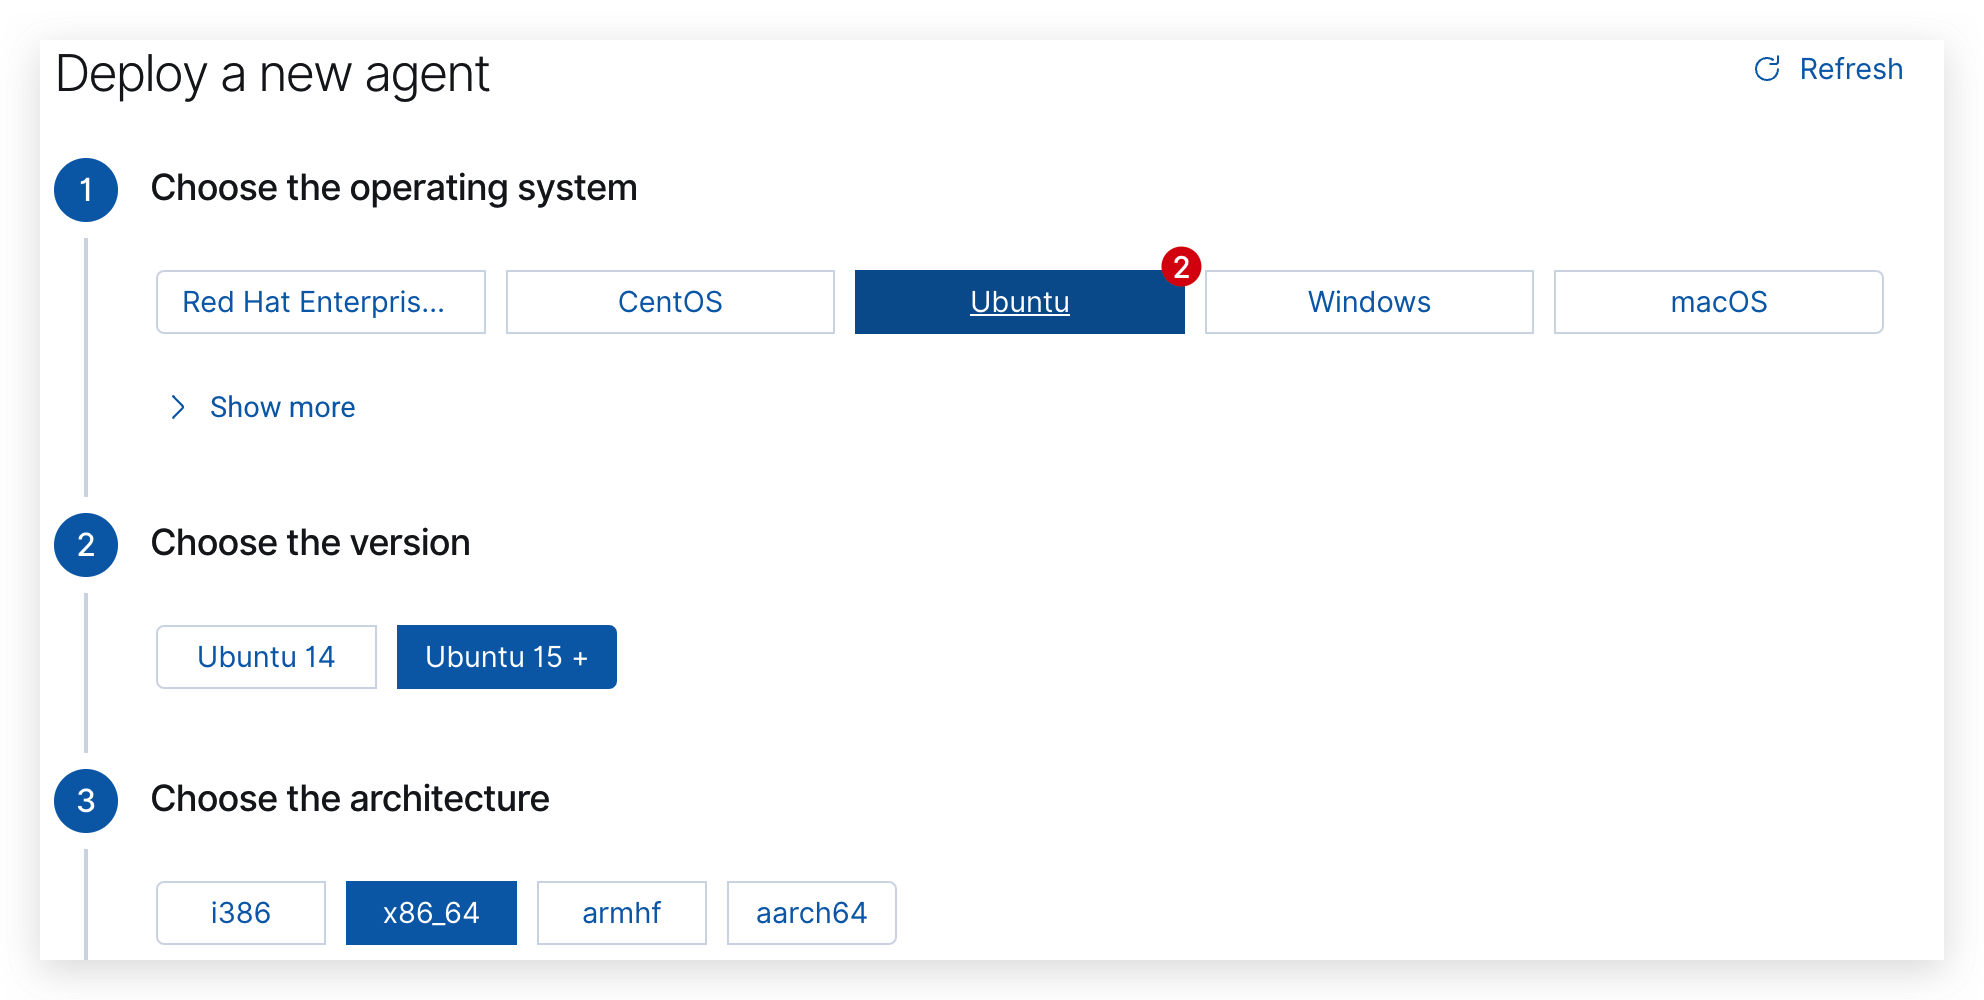 Deploy a new agent
Refresh
1 Choose the operating system
2
Red Hat Enterpris... CentOS Ubuntu Windows macOS
Show more
2 Choose the version
Ubuntu 14 Ubuntu 15 +
3 Choose the architecture
i386 x86_64 armhf aarch64